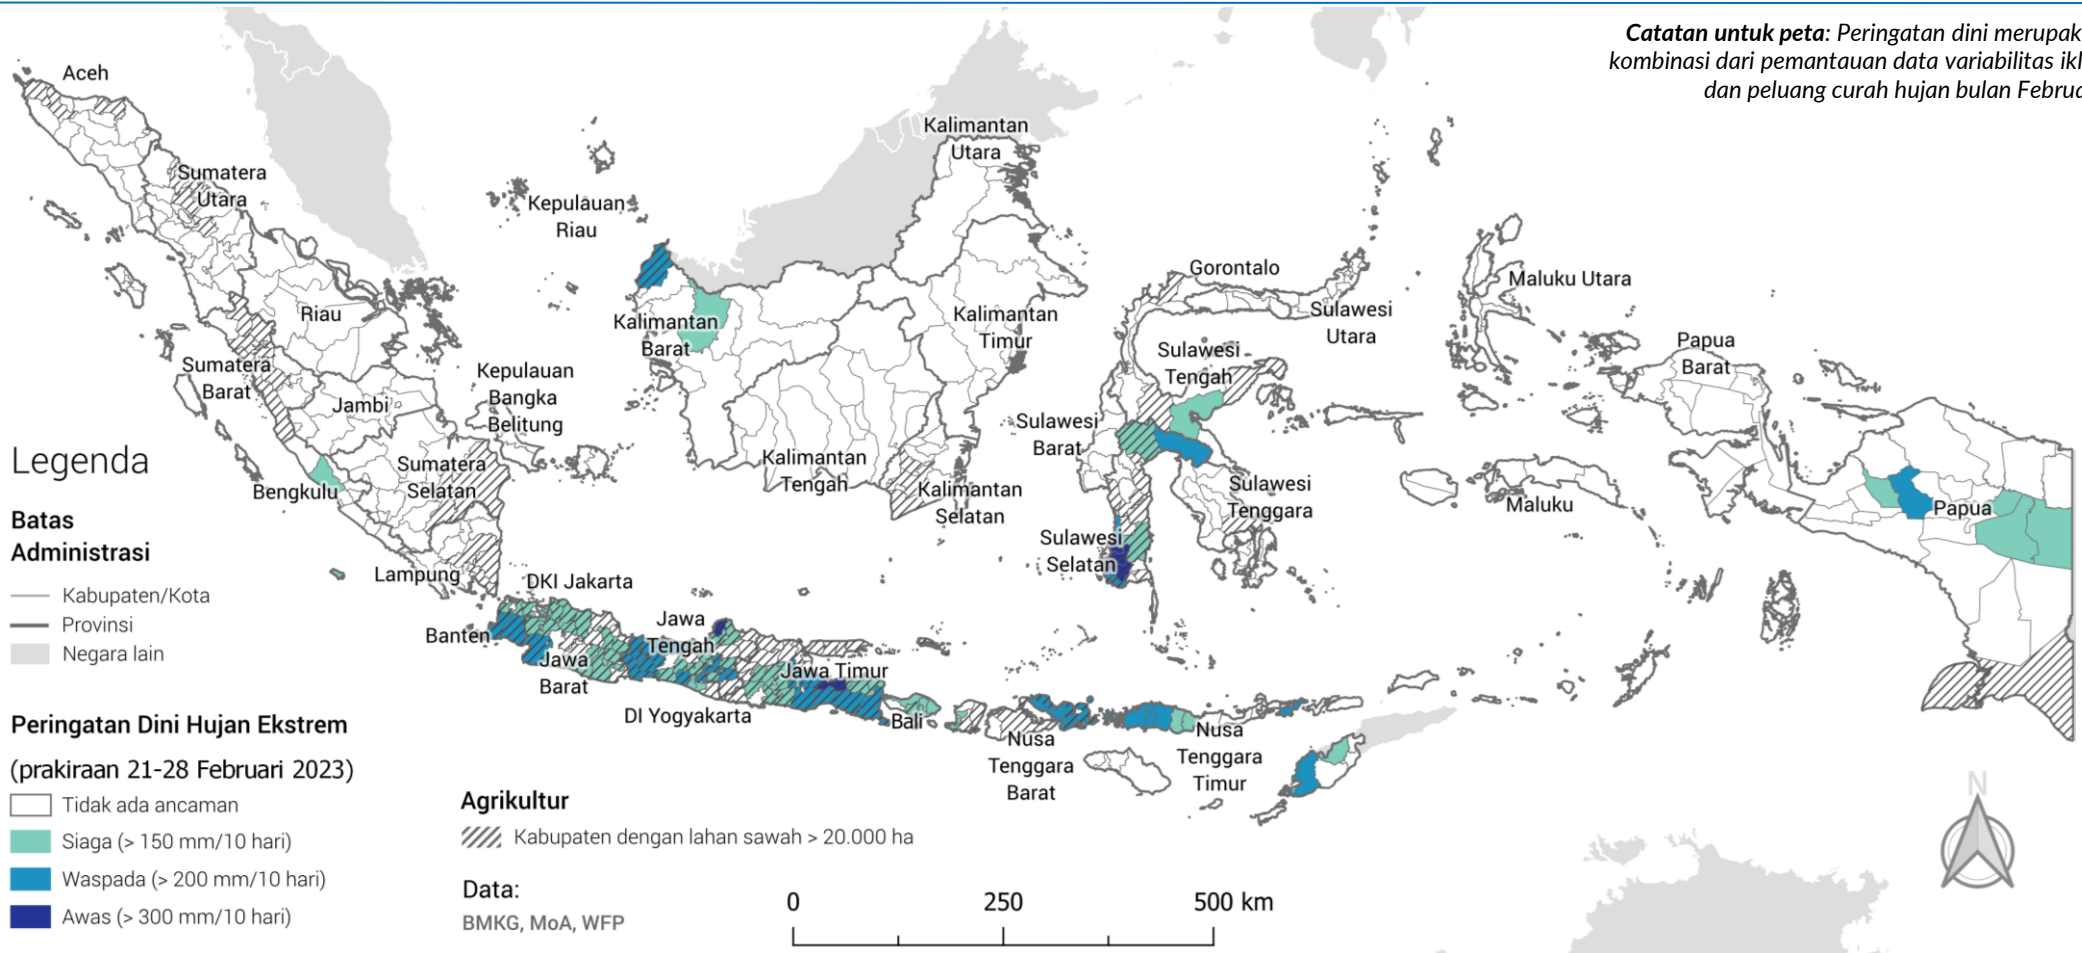 Catatan untuk peta: Peringatan dini merupak
kombinasi dari pemantauan data variabilitas ikl
dan peluang curah hujan bulan Februa
Aceh
Sumatera
Utara
Kepulauan
Riau
Kalimantan
Utara
Riau
Kalimantan
Barat
Kalimantan
Timur
Gorontalo
Sulawesi
Utara
Maluku Utara
Papua
Barat
Sumatera
Barat
Jambi
Kepulauan
Bangka
Belitung
Sulawesi
Tengah
Sulawesi
Barat
Bengkulu
Sumatera
Selatan
Kalimantan
Tengah
Kalimantan
Selatan
Sulawesi
Tenggara
Maluku
Papua
Sulawesi
Selatan
Lampung
DKI Jakarta
Banten
Jawa
Barat
Jawa
Tengah
DI Yogyakarta
Jawa Timur
Bali
Nusa
Tenggara
Barat
Nusa
Tenggara
Timur
Legenda
Batas
Administrasi
Kabupaten/Kota
Provinsi
Negara lain
Peringatan Dini Hujan Ekstrem
(prakiraan 21-28 Februari 2023)
Tidak ada ancaman
Siaga (> 150 mm/10 hari)
Waspada (> 200 mm/10 hari)
Awas (> 300 mm/10 hari)
Agrikultur
Kabupaten dengan lahan sawah > 20.000 ha
Data:
BMKG, MoA, WFP
0 250 500 km
N